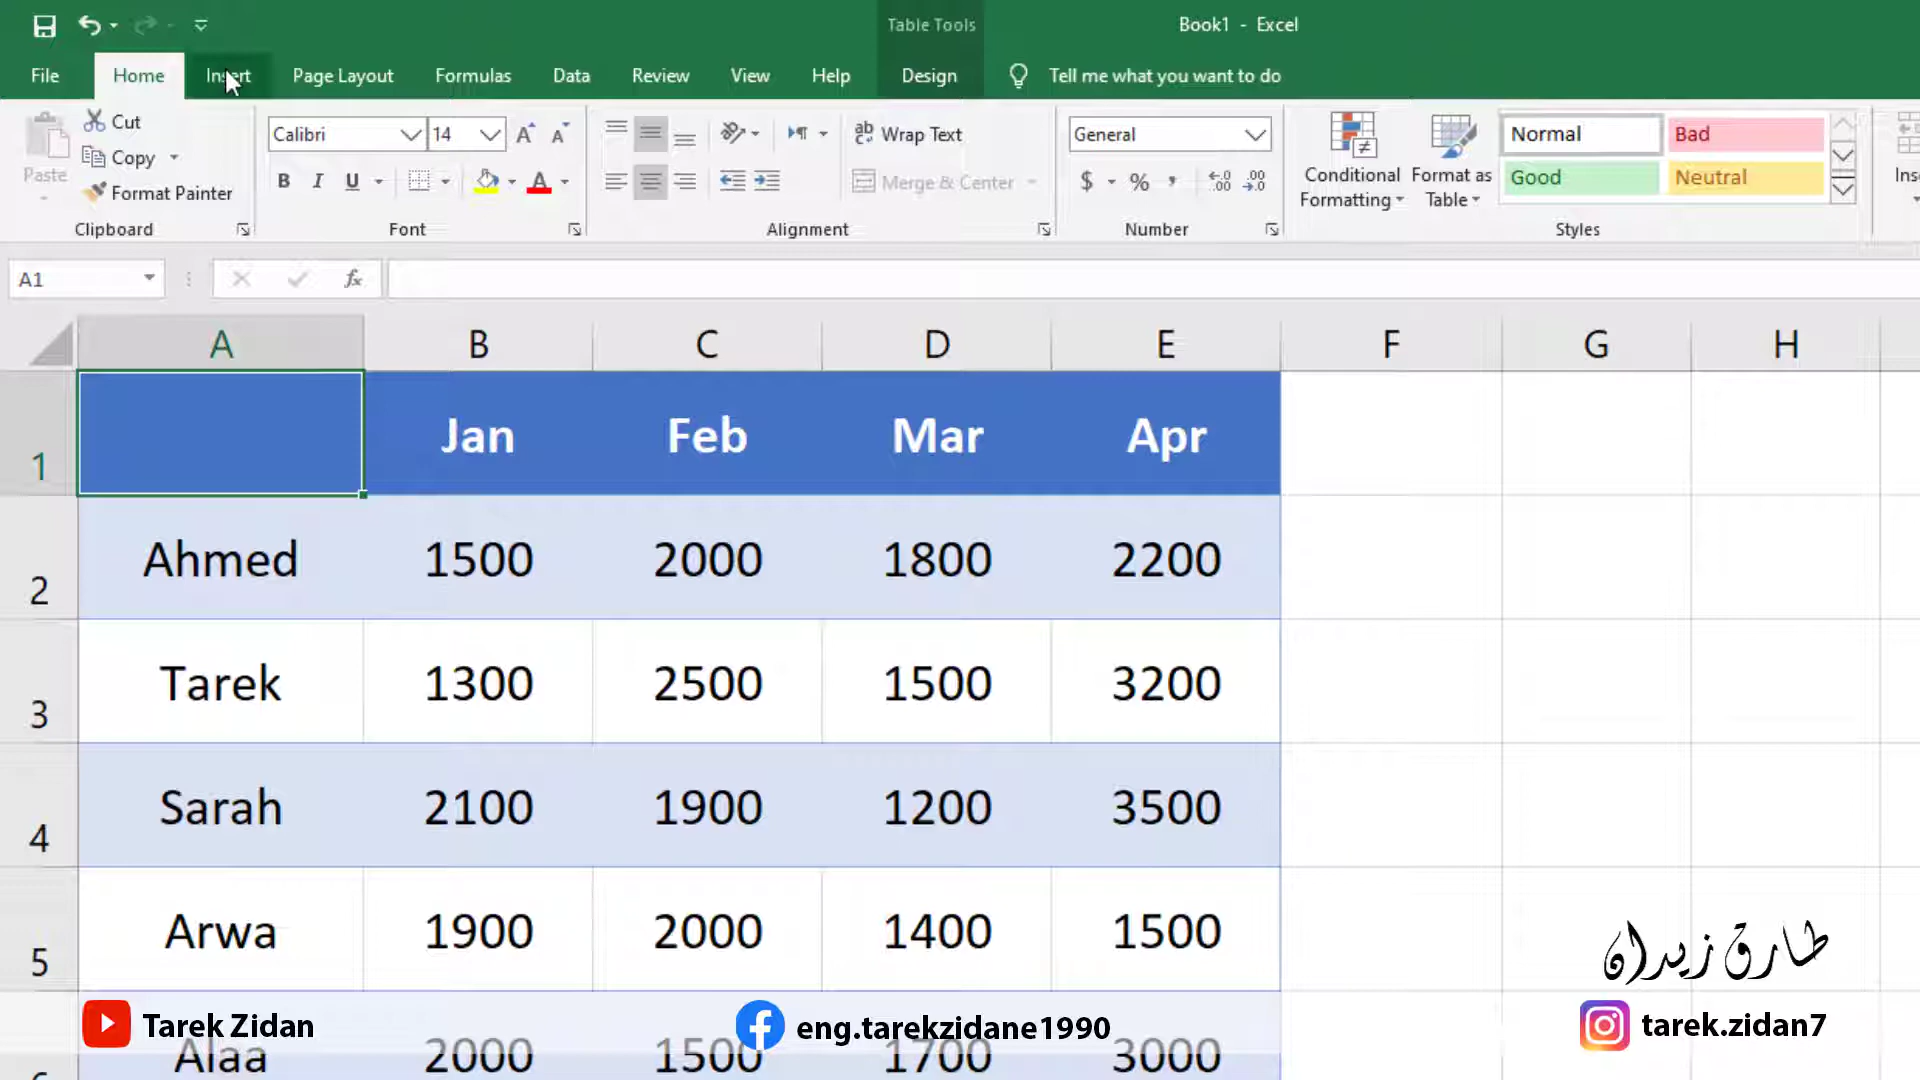 Table Tools
Book1 - Excel
File Home Insert Page Layout Formulas Data Review View Help Design Tell me what you want to do
Paste
Cut
Copy
Format Painter
Clipboard
Calibri 14
B I U
Font
Wrap Text
Merge & Center
Alignment
General
$ % ,
Number
Conditional Formatting
Format as Table
Normal Bad
Good Neutral
Styles
A1 fx
A B C D E F G H
1 Jan Feb Mar Apr
2 Ahmed 1500 2000 1800 2200
3 Tarek 1300 2500 1500 3200
4 Sarah 2100 1900 1200 3500
5 Arwa 1900 2000 1400 1500
Alaa 2000 1500 1700 3000
طارق زيدان
Tarek Zidan
eng.tarekzidane1990
tarek.zidan7